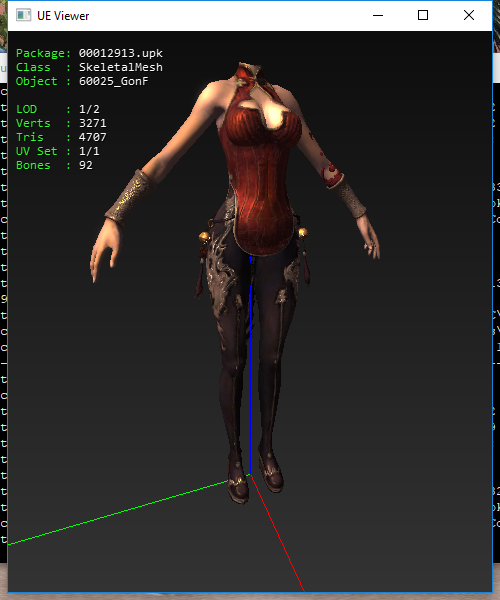 UE Viewer
Package: 00012913.upk
Class : SkeletalMesh
Object : 60025_GonF
LOD : 1/2
Verts : 3271
Tris : 4707
UV Set : 1/1
Bones : 92